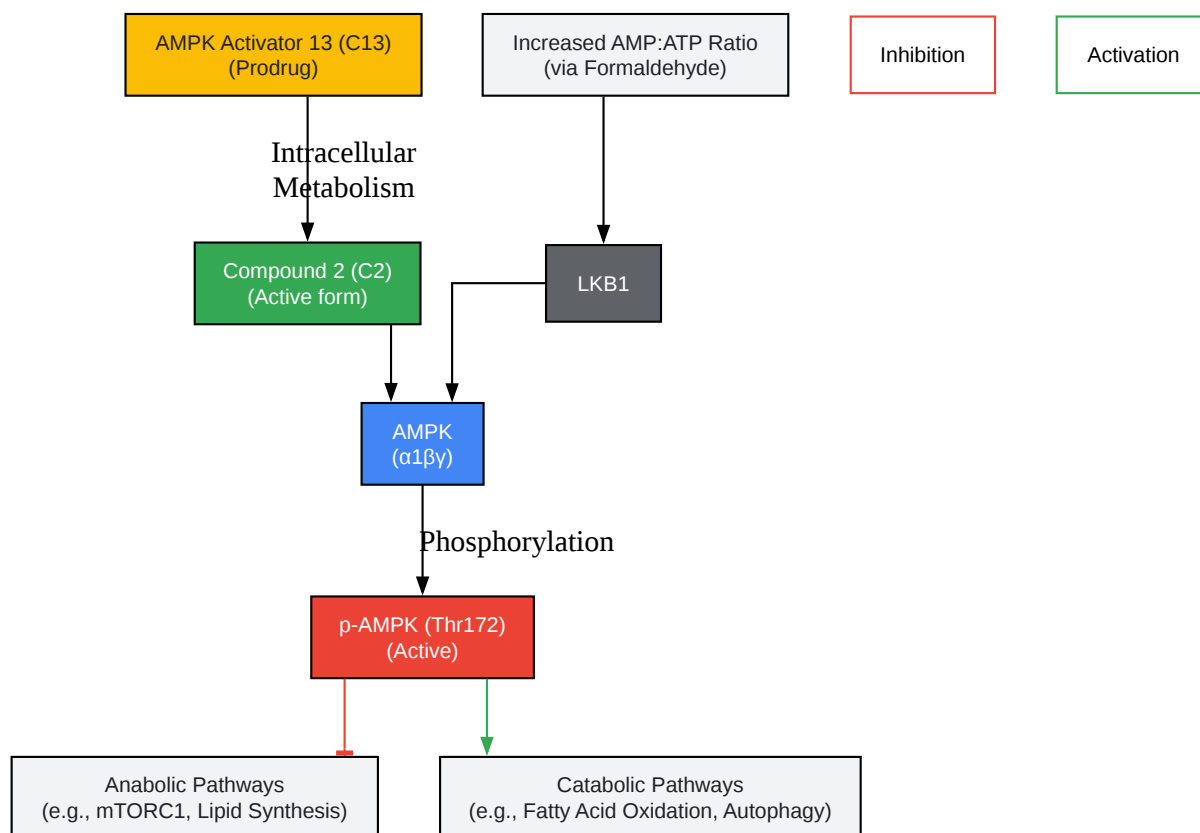 AMPK Activator 13 (C13)
(Prodrug)
Increased AMP:ATP Ratio
(via Formaldehyde)
Inhibition
Activation
Intracellular
Metabolism
Compound 2 (C2)
(Active form)
LKB1
AMPK
(α1βγ)
Phosphorylation
p-AMPK (Thr172)
(Active)
Anabolic Pathways
(e.g., mTORC1, Lipid Synthesis)
Catabolic Pathways
(e.g., Fatty Acid Oxidation, Autophagy)